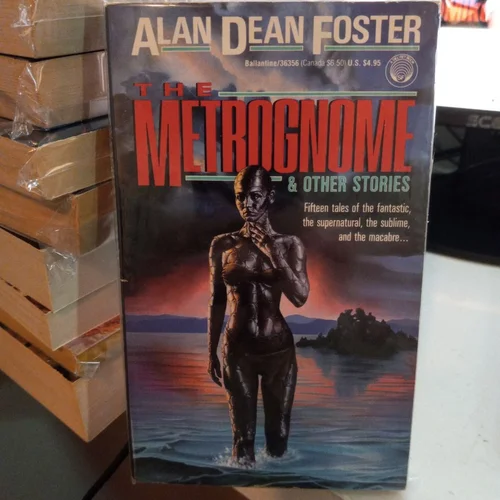 ALAN DEAN FOSTER
Ballantine/36356 (Canada $6.50) U.S. $4.95
THE
METROGNOME
& OTHER STORIES
Fifteen tales of the fantastic,
the supernatural, the sublime,
and the macabre...